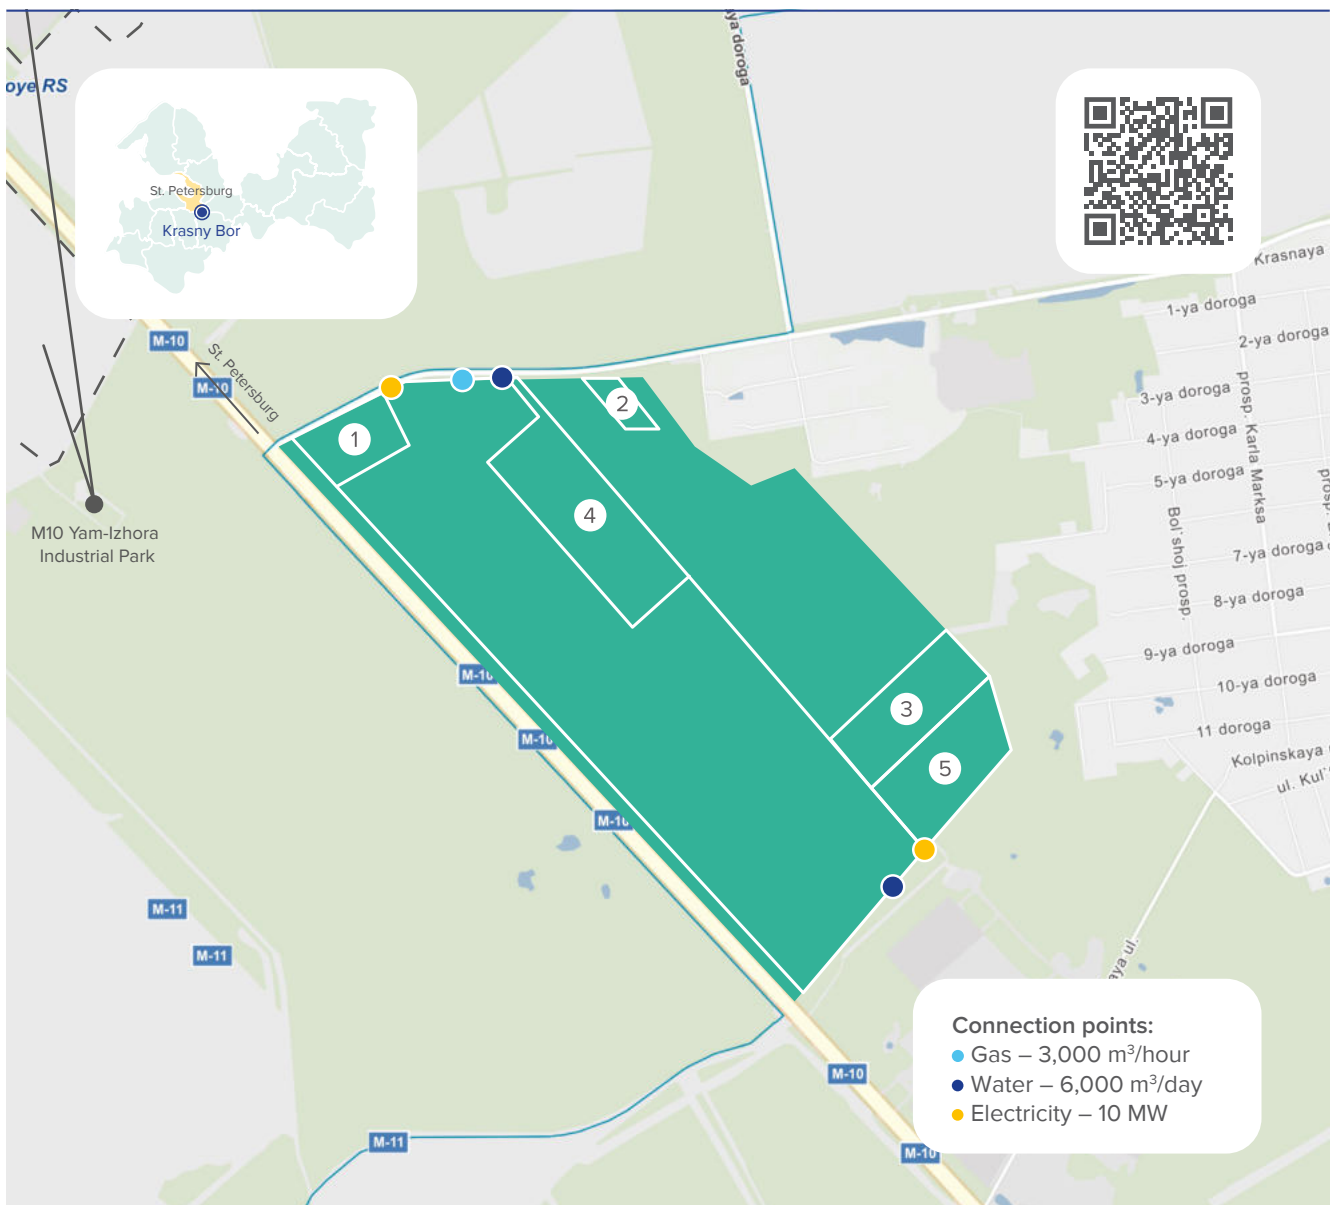 ya doroga
oye RS
St. Petersburg
Krasny Bor
Krasnaya
1-ya doroga
2-ya doroga
3-ya doroga
4-ya doroga
5-ya doroga
prosp. Karla Marksa
Bol'shoj prosp.
prosp.
7-ya doroga
8-ya doroga
9-ya doroga
10-ya doroga
11 doroga
Kolpinskaya
ul. Kul'
M-10
M-10
St. Petersburg
1
2
4
3
5
M10 Yam-Izhora
Industrial Park
M-10
M-10
M-10
M-11
M-11
aya ul.
Connection points:
Gas – 3,000 m³/hour
Water – 6,000 m³/day
Electricity – 10 MW
M-10
M-11
M-10